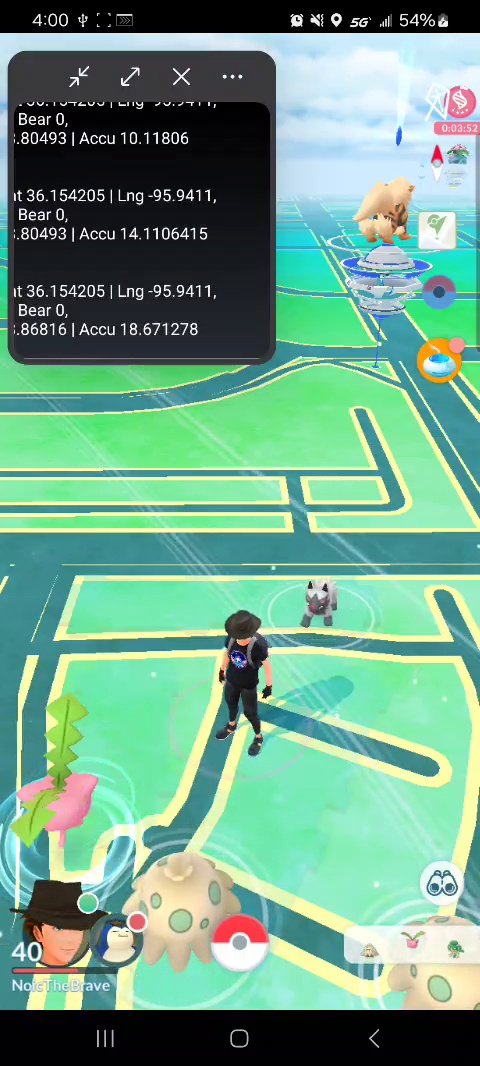 4:00
5G 54%
0:03:52
at 36.154205 | Lng -95.9411,
Bear 0,
.80493 | Accu 10.11806
at 36.154205 | Lng -95.9411,
Bear 0,
.80493 | Accu 14.1106415
at 36.154205 | Lng -95.9411,
Bear 0,
.86816 | Accu 18.671278
40
NoicTheBrave